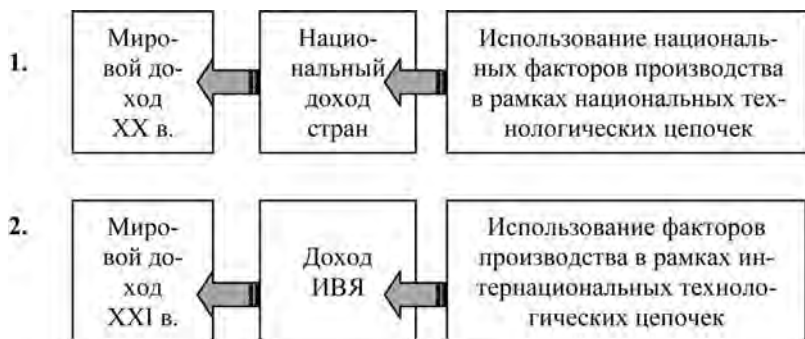 1.
Миро-
вой до-
ход
XX в.
Нацио-
нальный
доход
стран
Использование националь-
ных факторов производства
в рамках национальных тех-
нологических цепочек
2.
Миро-
вой до-
ход
XXI в.
Доход
ИВЯ
Использование факторов
производства в рамках ин-
тернациональных техноло-
гических цепочек